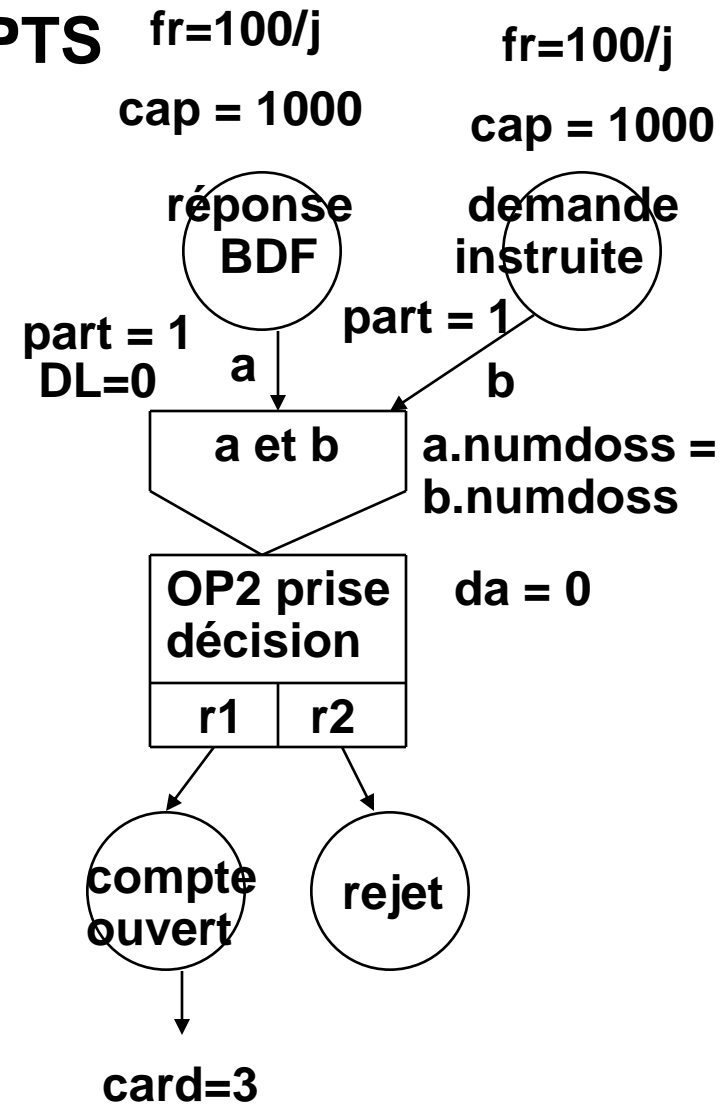 PTS
fr=100/j
fr=100/j
cap = 1000
cap = 1000
réponse
BDF
demande
instruite
part = 1
DL=0
a
part = 1
b
a et b
a.numdoss =
b.numdoss
OP2 prise
décision
da = 0
r1
r2
compte
ouvert
rejet
card=3